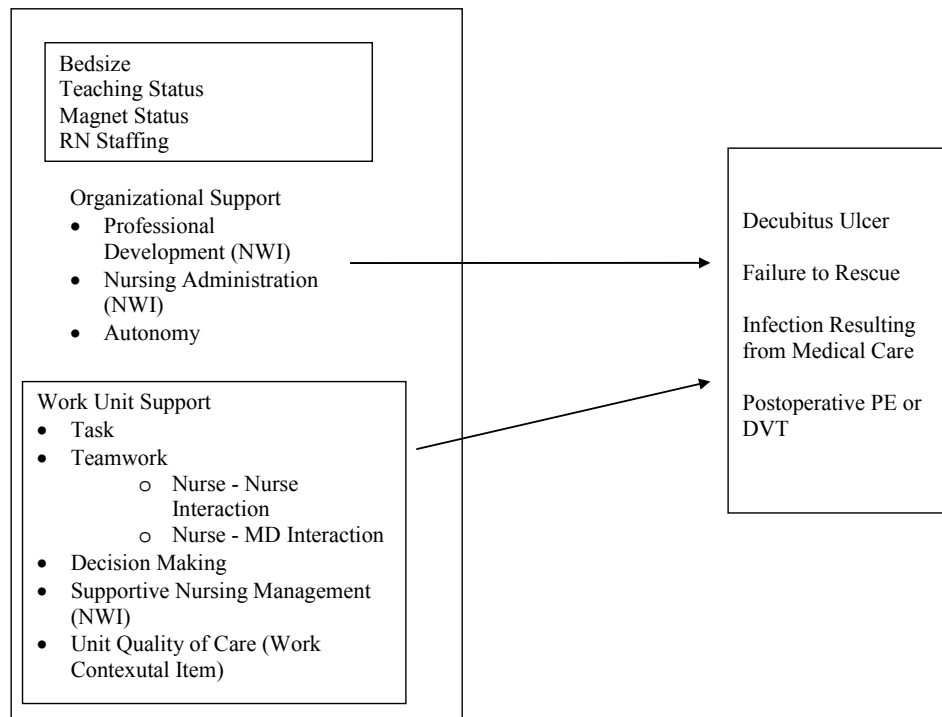 Bedsize
Teaching Status
Magnet Status
RN Staffing
Organizational Support
• Professional
Development (NWI)
• Nursing Administration
(NWI)
• Autonomy
Work Unit Support
• Task
• Teamwork
o Nurse - Nurse
Interaction
o Nurse - MD Interaction
• Decision Making
• Supportive Nursing Management
(NWI)
• Unit Quality of Care (Work
Contexutal Item)
Decubitus Ulcer
Failure to Rescue
Infection Resulting
from Medical Care
Postoperative PE or
DVT